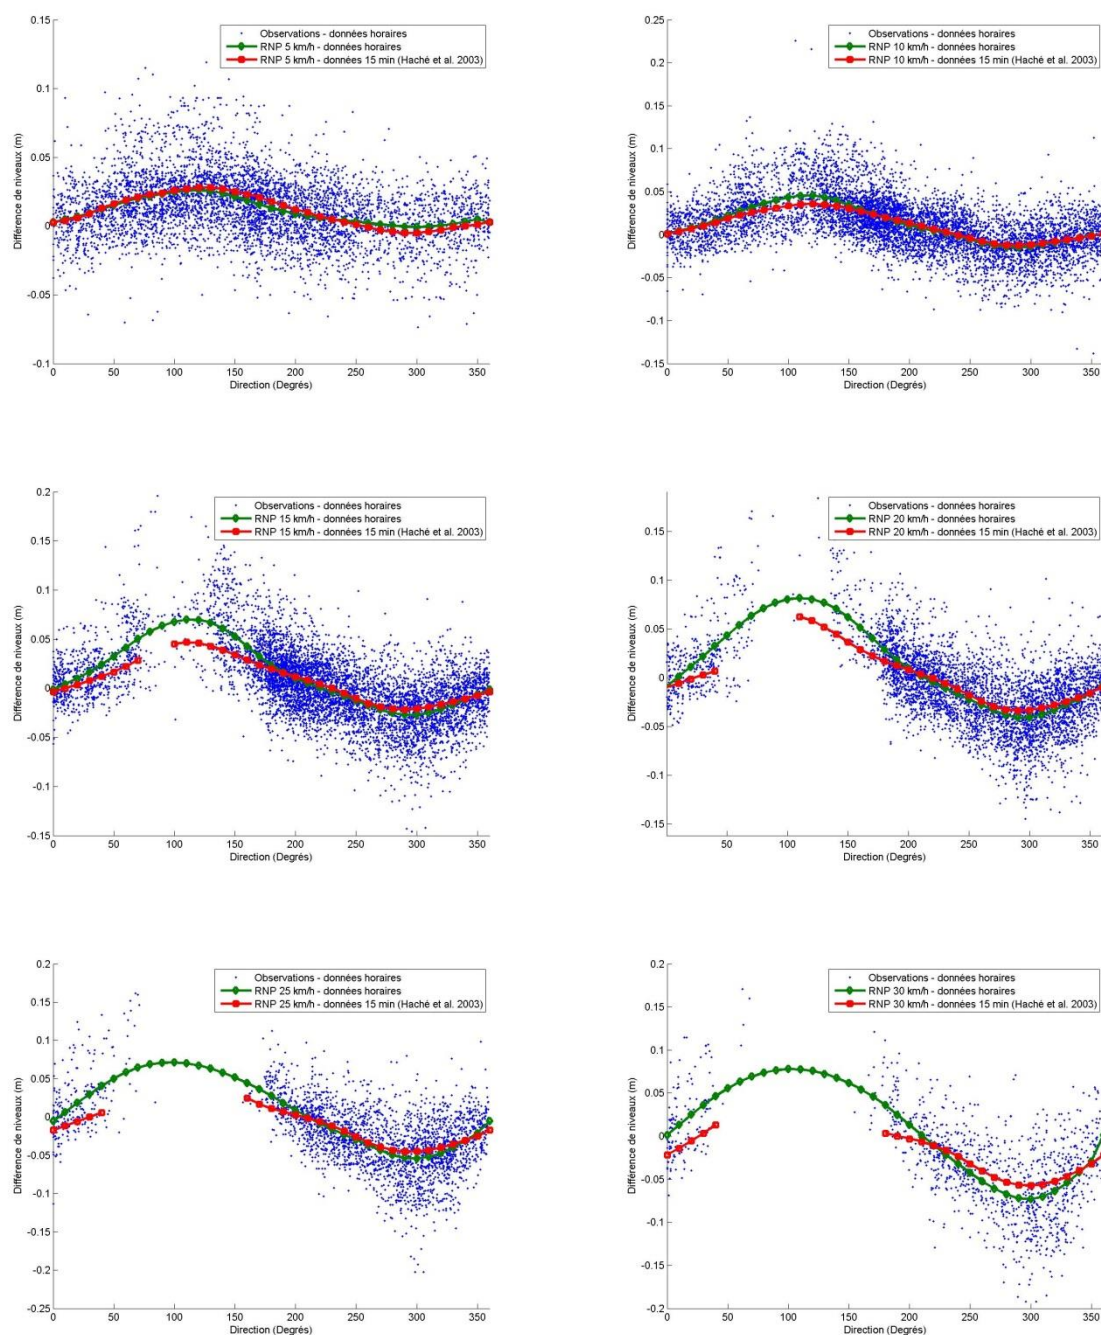 0.15
0.1
0.05
0
-0.05
-0.1
Différence de niveaux (m)
Observations - données horaires
RNP 5 km/h - données horaires
RNP 5 km/h - données 15 min (Haché et al. 2003)
0 50 100 150 200 250 300 350
Direction (Degrés)
0.25
0.2
0.15
0.1
0.05
0
-0.05
-0.1
-0.15
Différence de niveaux (m)
Observations - données horaires
RNP 10 km/h - données horaires
RNP 10 km/h - données 15 min (Haché et al. 2003)
0 50 100 150 200 250 300 350
Direction (Degrés)
0.2
0.15
0.1
0.05
0
-0.05
-0.1
-0.15
Différence de niveaux (m)
Observations - données horaires
RNP 15 km/h - données horaires
RNP 15 km/h - données 15 min (Haché et al. 2003)
0 50 100 150 200 250 300 350
Direction (Degrés)
0.15
0.1
0.05
0
-0.05
-0.1
-0.15
Différence de niveaux (m)
Observations - données horaires
RNP 20 km/h - données horaires
RNP 20 km/h - données 15 min (Haché et al. 2003)
0 50 100 150 200 250 300 350
Direction (Degrés)
0.2
0.15
0.1
0.05
0
-0.05
-0.1
-0.15
-0.2
-0.25
Différence de niveaux (m)
Observations - données horaires
RNP 25 km/h - données horaires
RNP 25 km/h - données 15 min (Haché et al. 2003)
0 50 100 150 200 250 300 350
Direction (Degrés)
0.2
0.15
0.1
0.05
0
-0.05
-0.1
-0.15
-0.2
Différence de niveaux (m)
Observations - données horaires
RNP 30 km/h - données horaires
RNP 30 km/h - données 15 min (Haché et al. 2003)
0 50 100 150 200 250 300 350
Direction (Degrés)